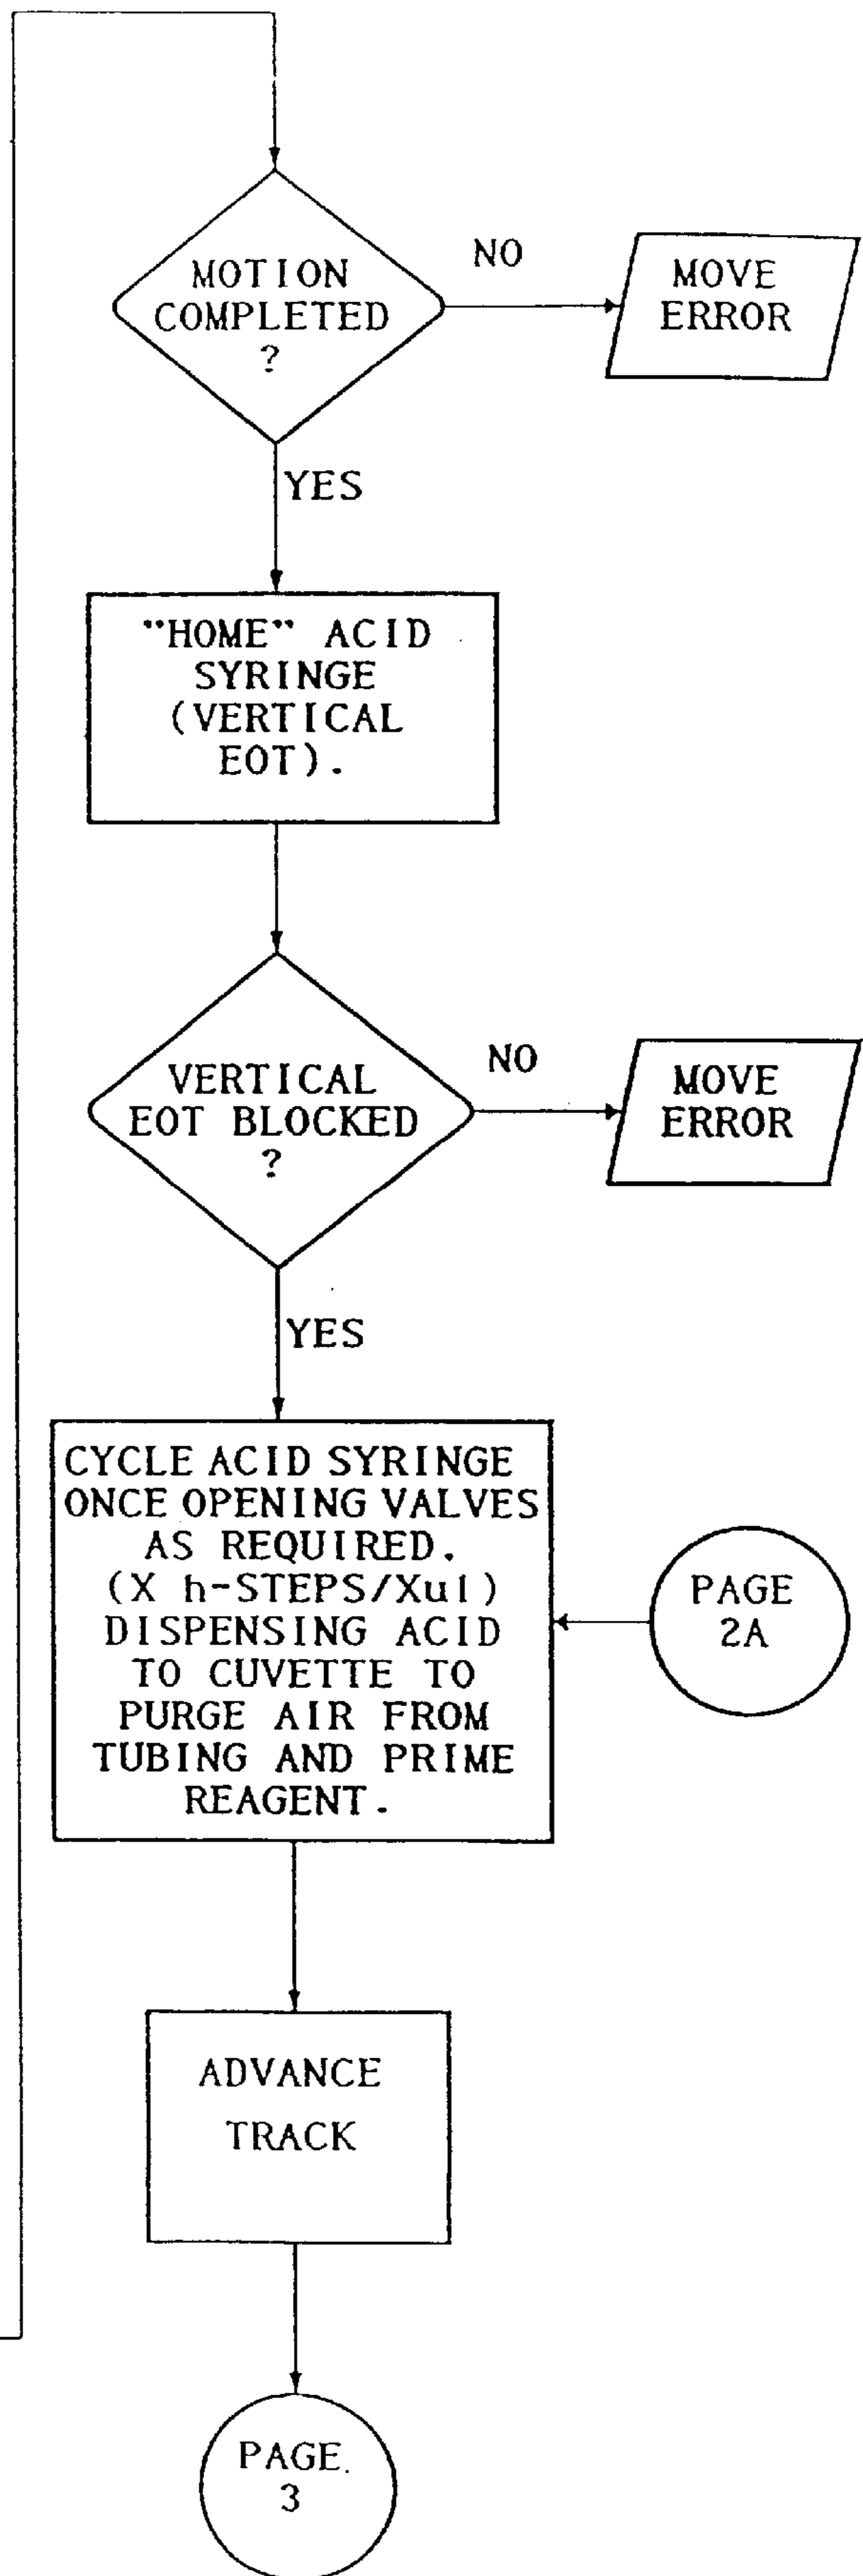 MOTION
COMPLETED
?
NO
MOVE
ERROR
YES
"HOME" ACID
SYRINGE
(VERTICAL
EOT).
VERTICAL
EOT BLOCKED
?
NO
MOVE
ERROR
YES
CYCLE ACID SYRINGE
ONCE OPENING VALVES
AS REQUIRED.
(X h-STEPS/Xul)
DISPENSING ACID
TO CUVETTE TO
PURGE AIR FROM
TUBING AND PRIME
REAGENT.
PAGE
2A
ADVANCE
TRACK
PAGE.
3